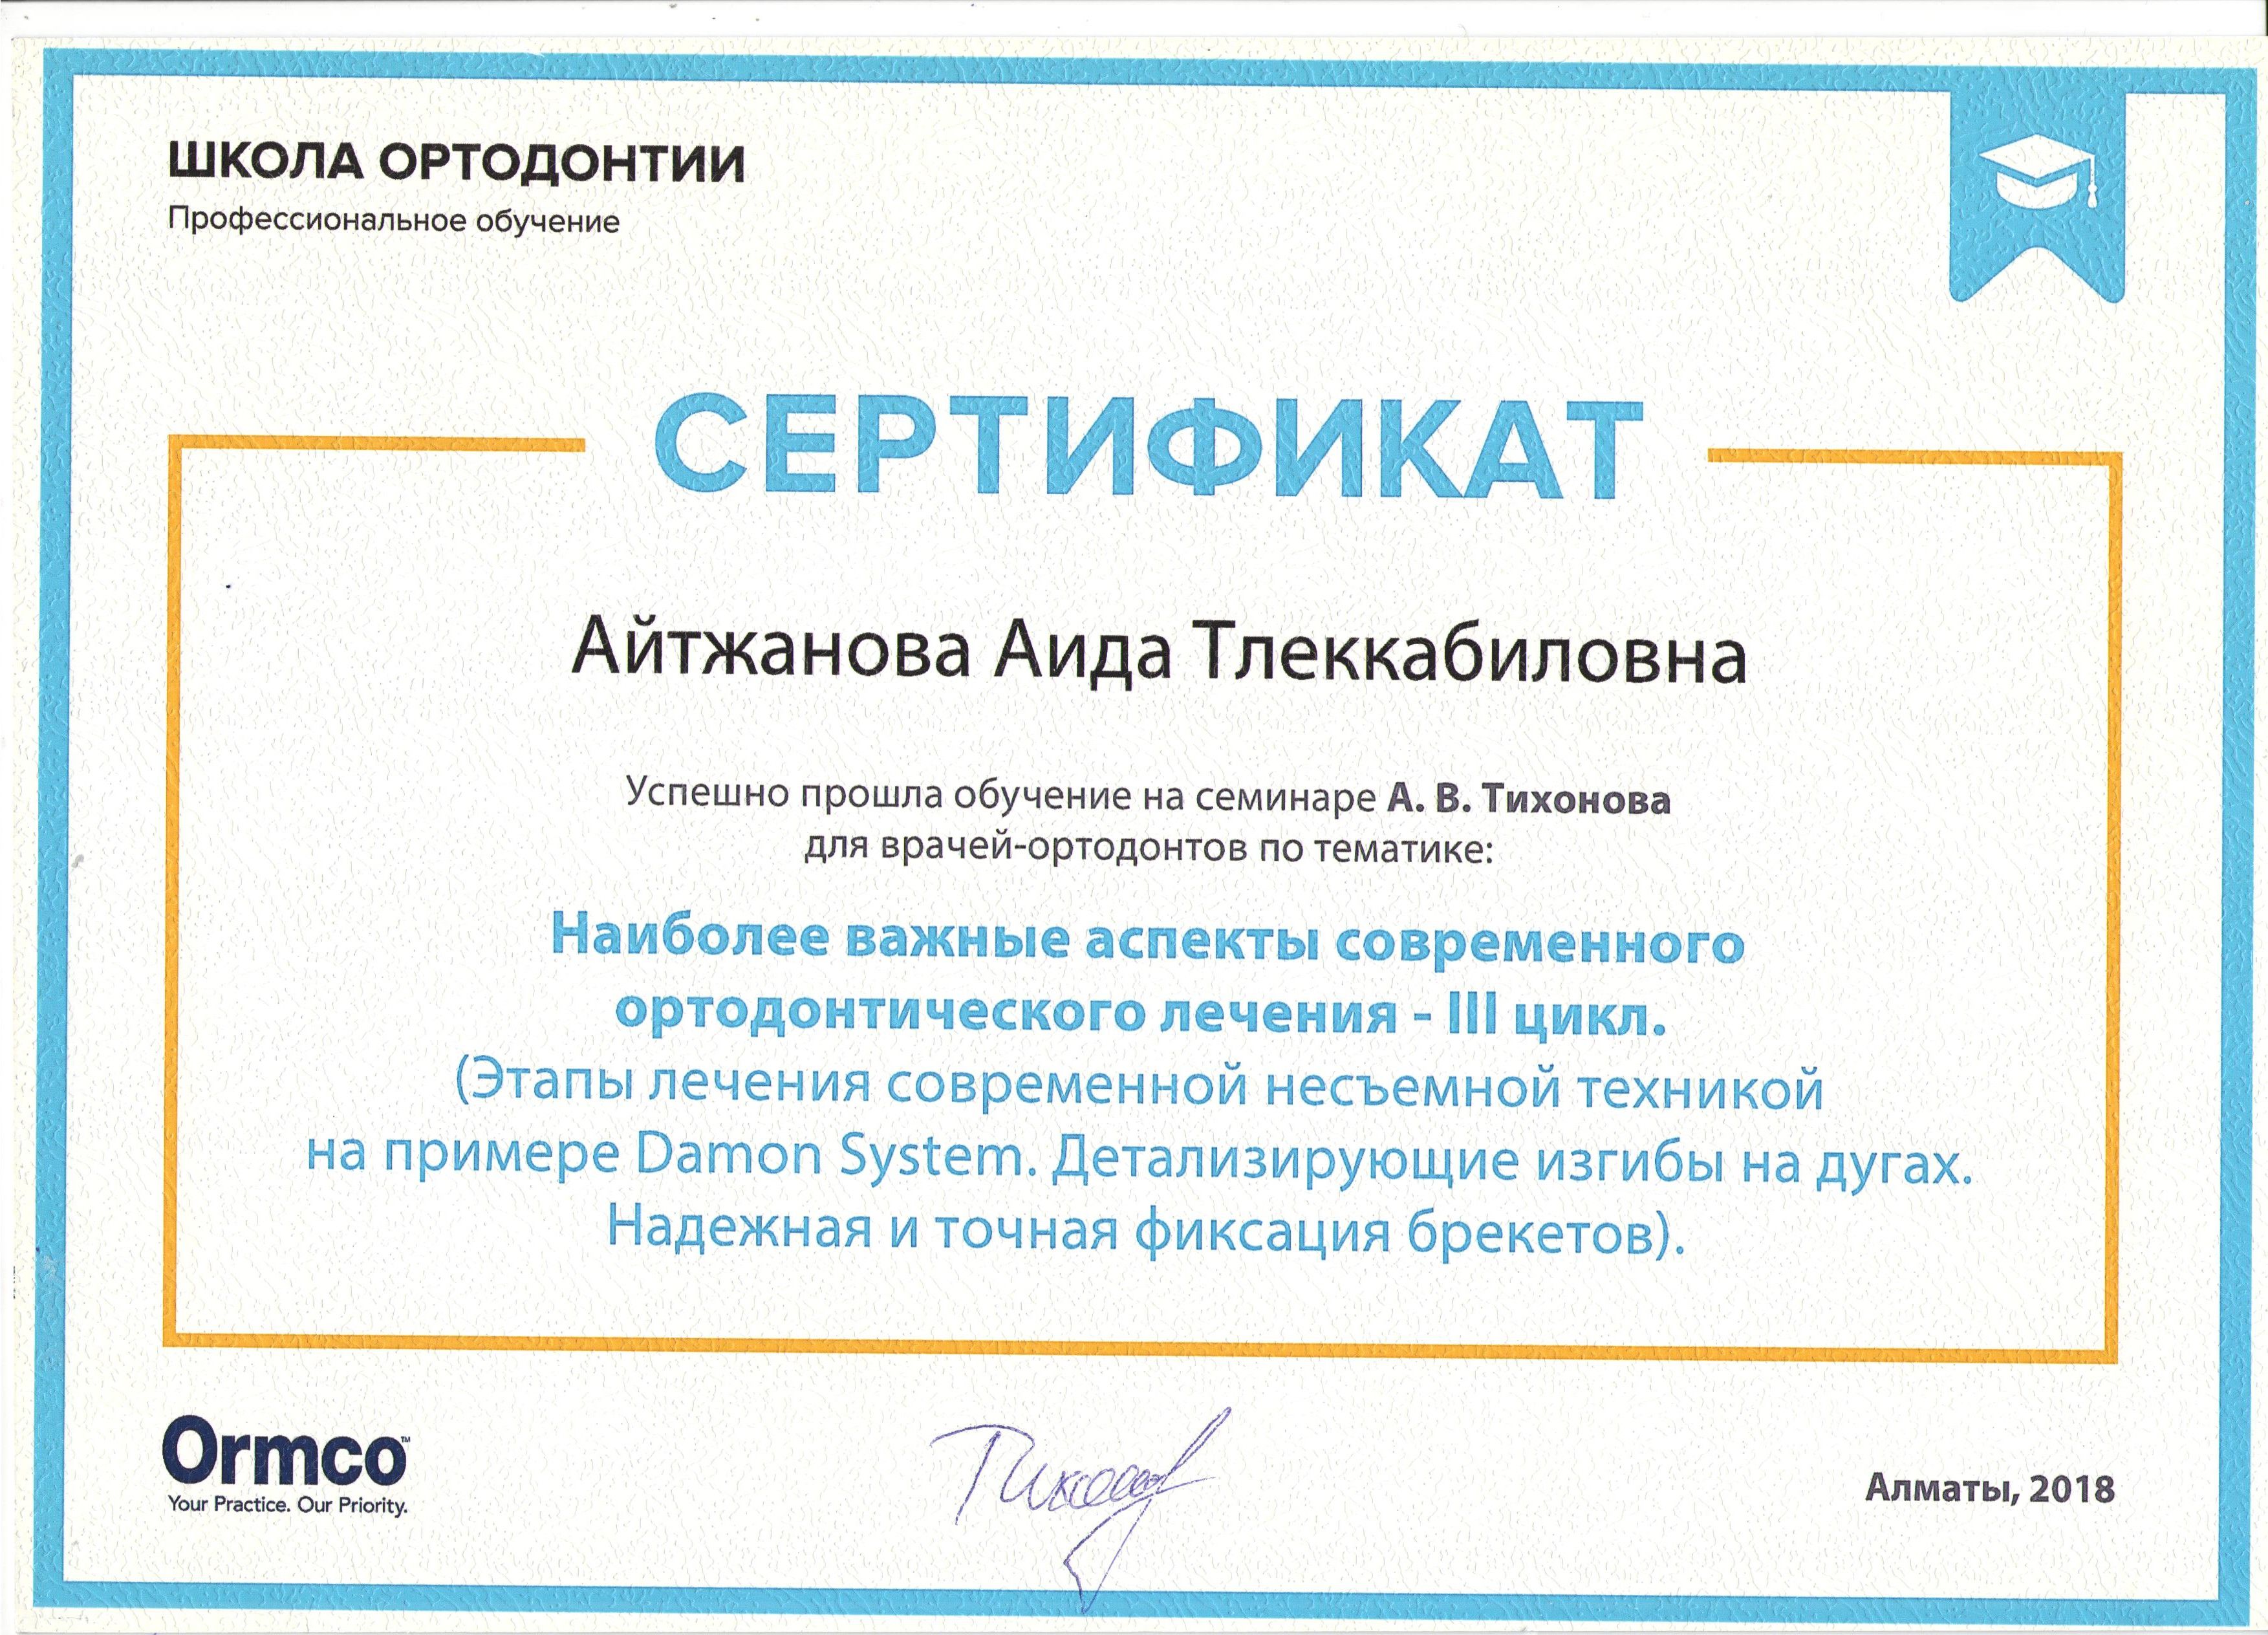 ШКОЛА ОРТОДОНТИИ
Профессиональное обучение
СЕРТИФИКАТ
Айтжанова Аида Тлеккабиловна
Успешно прошла обучение на семинаре А. В. Тихонова
для врачей-ортодонтов по тематике:
Наиболее важные аспекты современного
ортодонтического лечения - III цикл.
(Этапы лечения современной несъемной техникой
на примере Damon System. Детализирующие изгибы на дугах.
Надежная и точная фиксация брекетов).
Ormco™
Your Practice. Our Priority.
Алматы, 2018